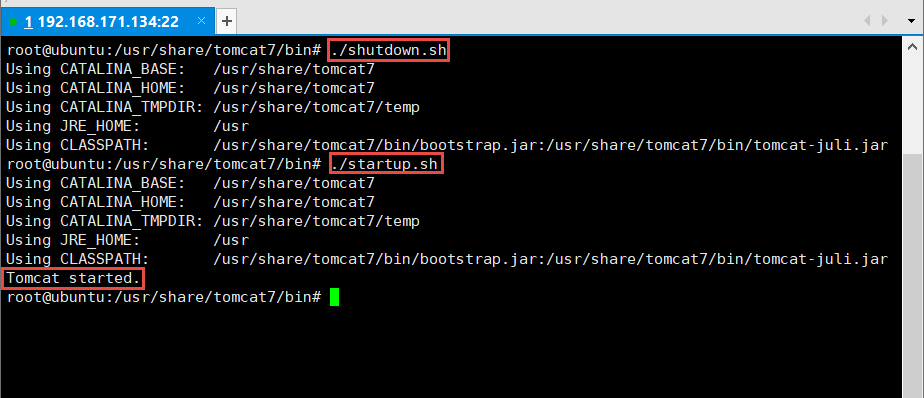 1 192.168.171.134:22 × +
root@ubuntu:/usr/share/tomcat7/bin# ./shutdown.sh
Using CATALINA_BASE:   /usr/share/tomcat7
Using CATALINA_HOME:   /usr/share/tomcat7
Using CATALINA_TMPDIR: /usr/share/tomcat7/temp
Using JRE_HOME:        /usr
Using CLASSPATH:       /usr/share/tomcat7/bin/bootstrap.jar:/usr/share/tomcat7/bin/tomcat-juli.jar
root@ubuntu:/usr/share/tomcat7/bin# ./startup.sh
Using CATALINA_BASE:   /usr/share/tomcat7
Using CATALINA_HOME:   /usr/share/tomcat7
Using CATALINA_TMPDIR: /usr/share/tomcat7/temp
Using JRE_HOME:        /usr
Using CLASSPATH:       /usr/share/tomcat7/bin/bootstrap.jar:/usr/share/tomcat7/bin/tomcat-juli.jar
Tomcat started.
root@ubuntu:/usr/share/tomcat7/bin#